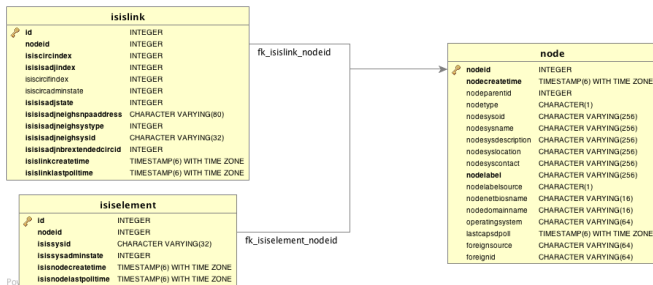 isislink
id INTEGER
nodeid INTEGER
isiscircindex INTEGER
isisisadjindex INTEGER
isiscircifindex INTEGER
isiscircadminstate INTEGER
isisisadjstate INTEGER
isisisadjneighsnpaaddress CHARACTER VARYING(80)
isisisadjneighsystype INTEGER
isisisadjneighsysid CHARACTER VARYING(32)
isisisadjnbrextendedcircid INTEGER
isislinkcreatetime TIMESTAMP(6) WITH TIME ZONE
isislinklastpolltime TIMESTAMP(6) WITH TIME ZONE
fk_isislink_nodeid
isiselement
id INTEGER
nodeid INTEGER
isissysid CHARACTER VARYING(32)
isissysadminstate INTEGER
isisnodecreatetime TIMESTAMP(6) WITH TIME ZONE
isisnodelastpolltime TIMESTAMP(6) WITH TIME ZONE
fk_isiselement_nodeid
node
nodeid INTEGER
nodecreatetime TIMESTAMP(6) WITH TIME ZONE
nodeparentid INTEGER
nodetype CHARACTER(1)
nodesysoid CHARACTER VARYING(256)
nodesysname CHARACTER VARYING(256)
nodesysdescription CHARACTER VARYING(256)
nodesyslocation CHARACTER VARYING(256)
nodesyscontact CHARACTER VARYING(256)
nodelabel CHARACTER VARYING(256)
nodelabelsource CHARACTER(1)
nodenetbiosname CHARACTER VARYING(16)
nodedomainname CHARACTER VARYING(16)
operatingsystem CHARACTER VARYING(64)
lastcapsdpoll TIMESTAMP(6) WITH TIME ZONE
foreignsource CHARACTER VARYING(64)
foreignid CHARACTER VARYING(64)